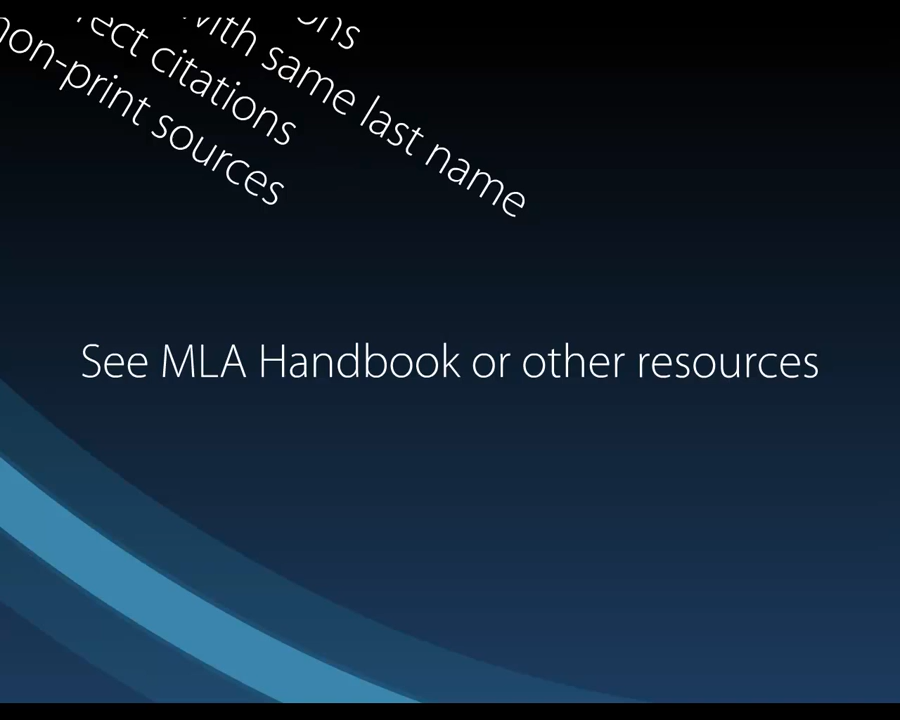 with same last name
citations
non-print sources
See MLA Handbook or other resources